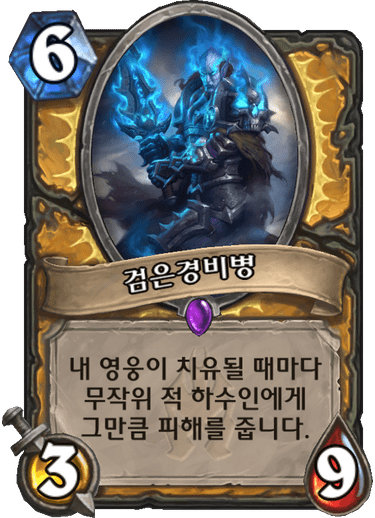 6
검은경비병
내 영웅이 치유될 때마다
무작위 적 하수인에게
그만큼 피해를 줍니다.
3
9